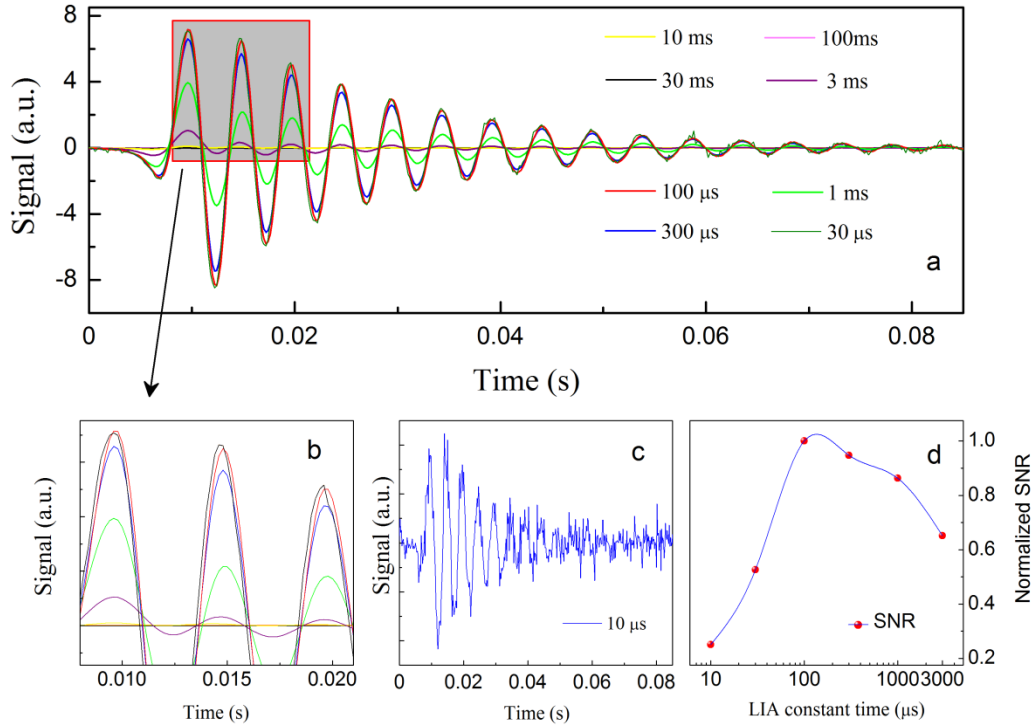 8
4
0
-4
-8
Signal (a.u.)
10 ms
100ms
30 ms
3 ms
100 μs
1 ms
300 μs
30 μs
a
0
0.02
0.04
0.06
0.08
Time (s)
b
Signal (a.u.)
0.010
0.015
0.020
Time (s)
c
Signal (a.u.)
10 μs
0
0.02
0.04
0.06
0.08
Time (s)
d
1.0
0.8
0.6
0.4
0.2
Normalized SNR
SNR
10
100
1000
3000
LIA constant time (μs)